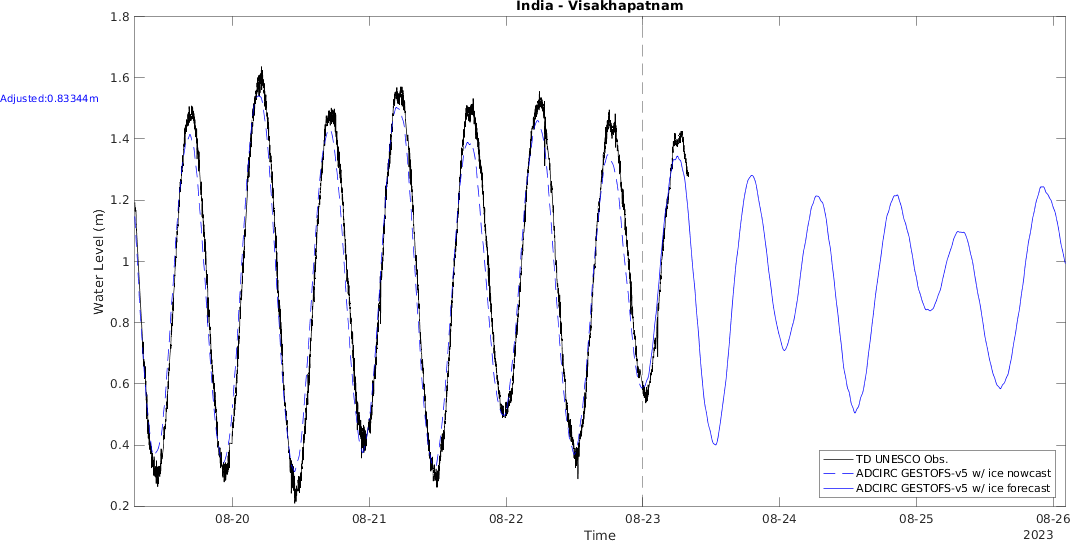 India - Visakhapatnam
Adjusted:0.83344m
1.8
1.6
1.4
1.2
1
0.8
0.6
0.4
0.2
Water Level (m)
08-20
08-21
08-22
08-23
08-24
08-25
08-26
Time
2023
TD UNESCO Obs.
ADCIRC GESTOFS-v5 w/ ice nowcast
ADCIRC GESTOFS-v5 w/ ice forecast